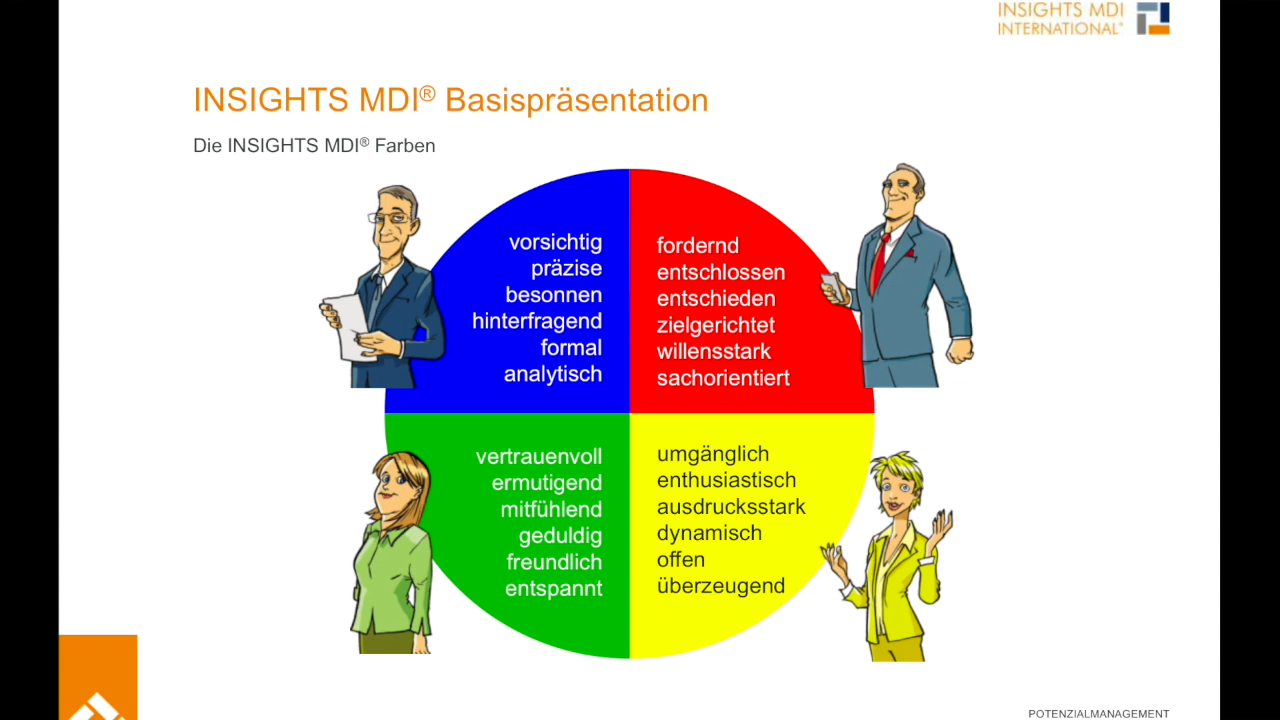 INSIGHTS MDI
INTERNATIONAL®
INSIGHTS MDI® Basispräsentation
Die INSIGHTS MDI® Farben
vorsichtig
präzise
besonnen
hinterfragend
formal
analytisch
fordernd
entschlossen
entschieden
zielgerichtet
willensstark
sachorientiert
vertrauenvoll
ermutigend
mitfühlend
geduldig
freundlich
entspannt
umgänglich
enthusiastisch
ausdrucksstark
dynamisch
offen
überzeugend
POTENZIALMANAGEMENT